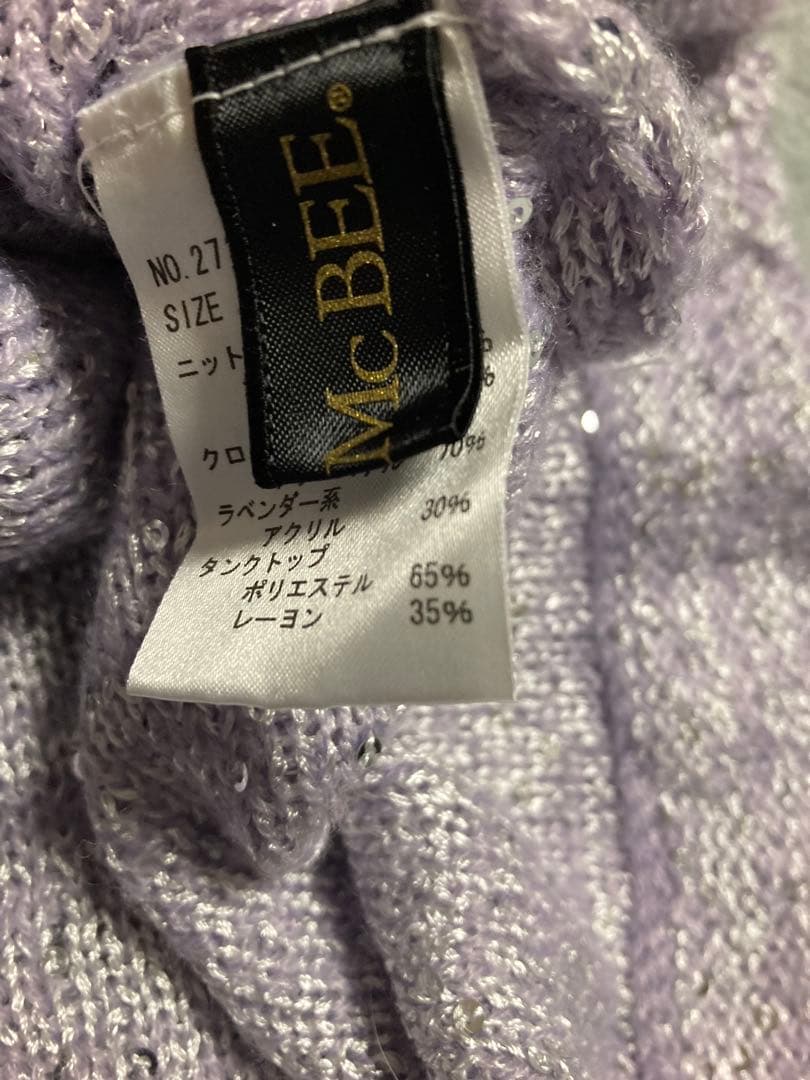 McBEE®
NO.27
SIZE
ニット
%
クロ
70%
ラベンダー系
30%
アクリル
タンクトップ
ポリエステル 65%
レーヨン 35%